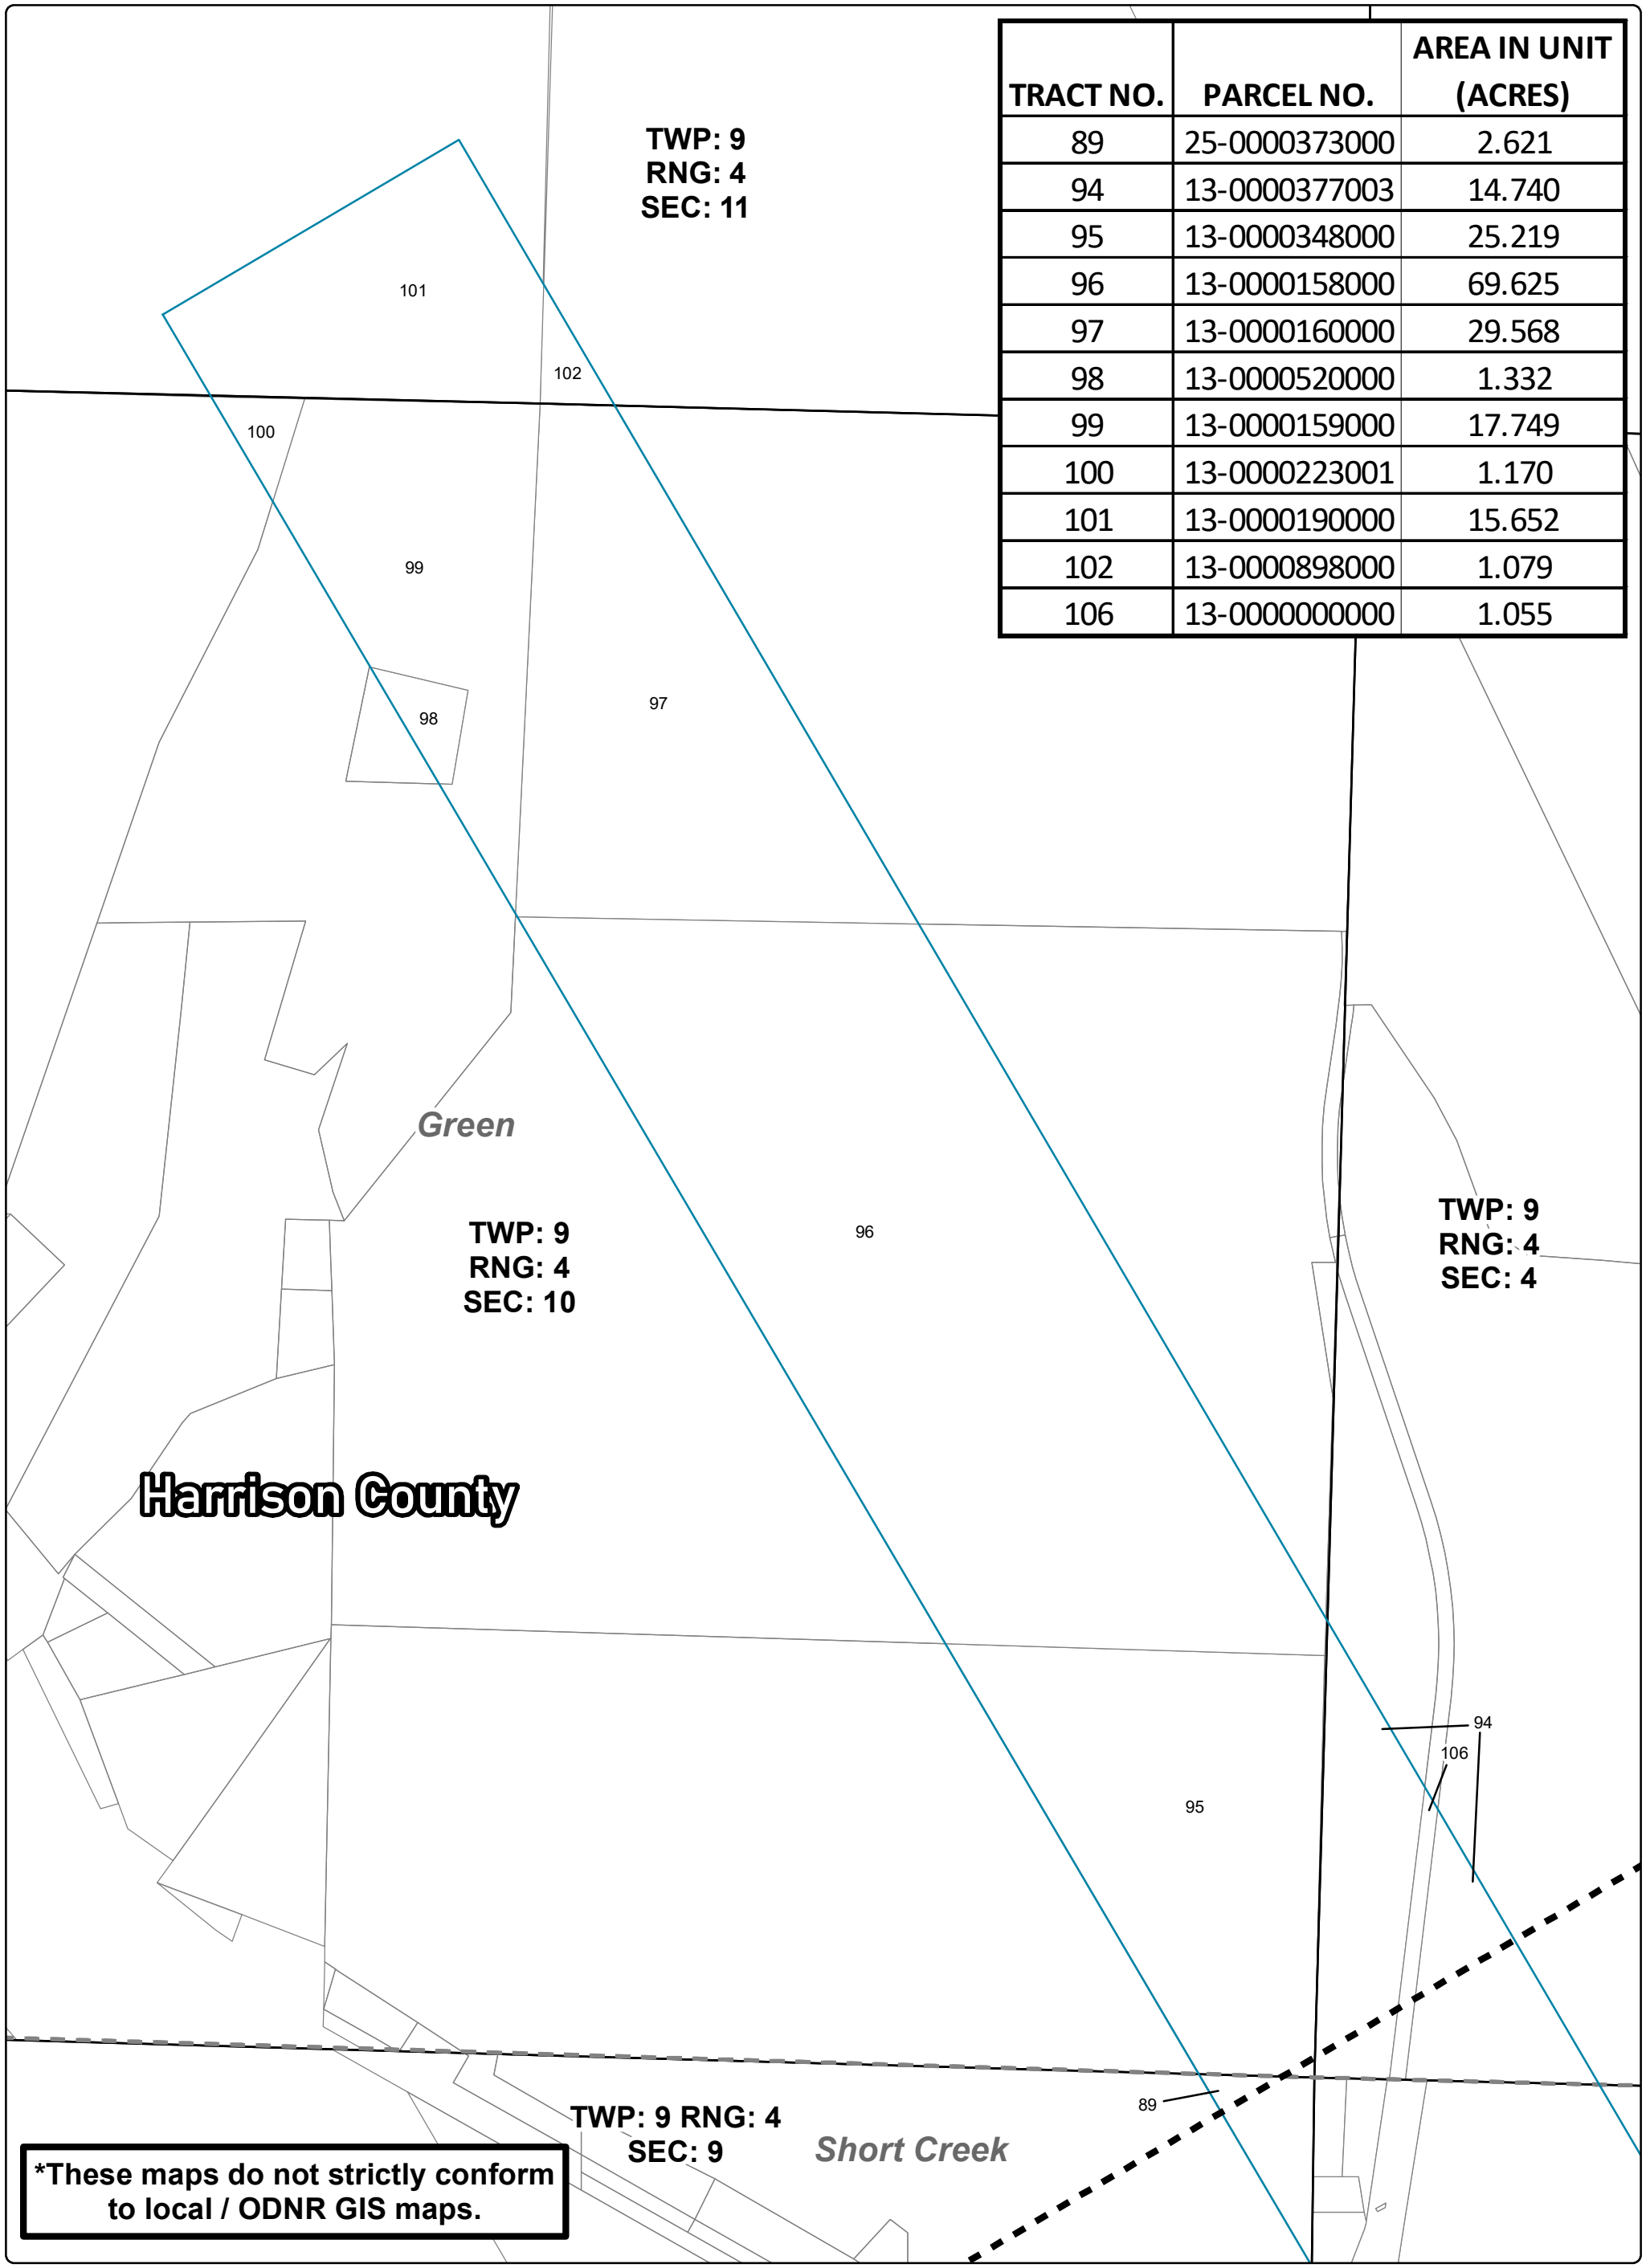 AREA IN UNIT
TRACT NO. PARCEL NO. (ACRES)
89 25-0000373000 2.621
94 13-0000377003 14.740
95 13-0000348000 25.219
96 13-0000158000 69.625
97 13-0000160000 29.568
98 13-0000520000 1.332
99 13-0000159000 17.749
100 13-0000223001 1.170
101 13-0000190000 15.652
102 13-0000898000 1.079
106 13-0000000000 1.055
TWP: 9
RNG: 4
SEC: 11
101
102
100
99
97
98
Green
TWP: 9
RNG: 4
SEC: 10
96
TWP: 9
RNG: 4
SEC: 4
Harrison County
94
106
95
89
TWP: 9 RNG: 4
SEC: 9
Short Creek
*These maps do not strictly conform
to local / ODNR GIS maps.